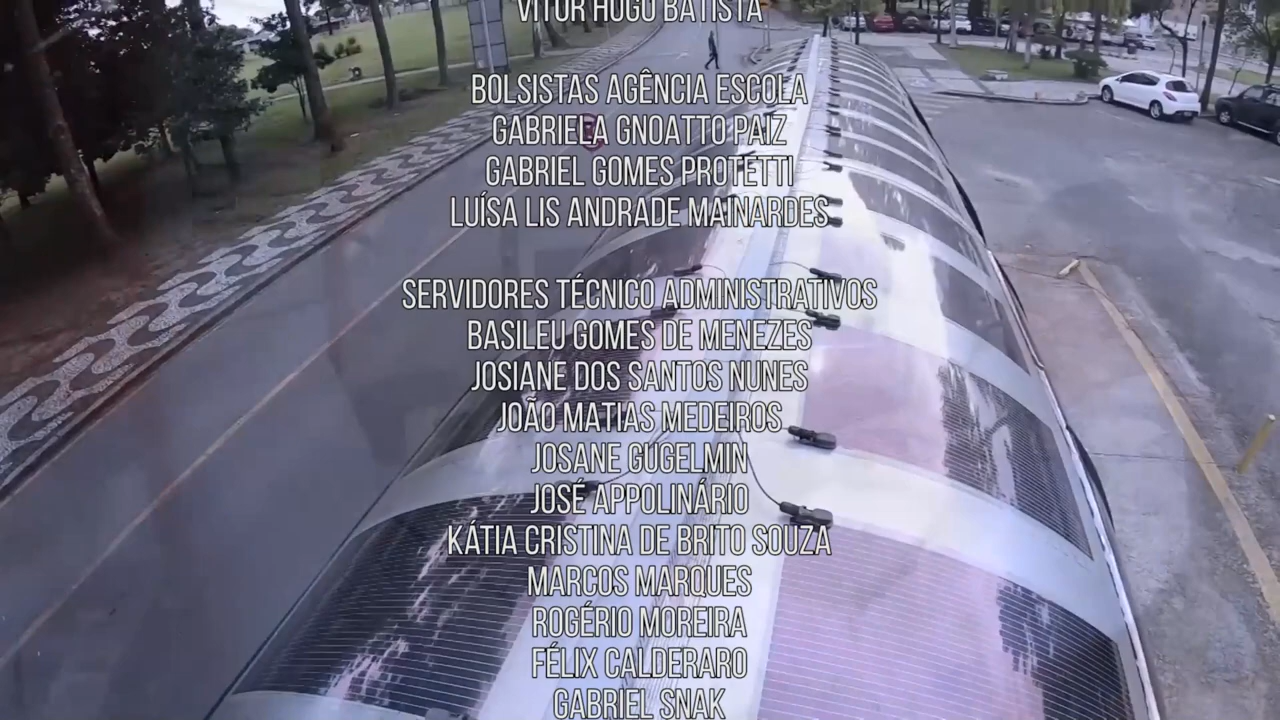 VITOR HUGO BATISTA
BOLSISTAS AGÊNCIA ESCOLA
GABRIELA GNOATTO PAIZ
GABRIEL GOMES PROTETTI
LUÍSA LIS ANDRADE MAINARDES
SERVIDORES TÉCNICO ADMINISTRATIVOS
BASILEU GOMES DE MENEZES
JOSIANE DOS SANTOS NUNES
JOÃO MATIAS MEDEIROS
JOSANE GUGELMIN
JOSÉ APPOLINÁRIO
KÁTIA CRISTINA DE BRITO SOUZA
MARCOS MARQUES
ROGÉRIO MOREIRA
FÉLIX CALDERARO
GABRIEL SNAK